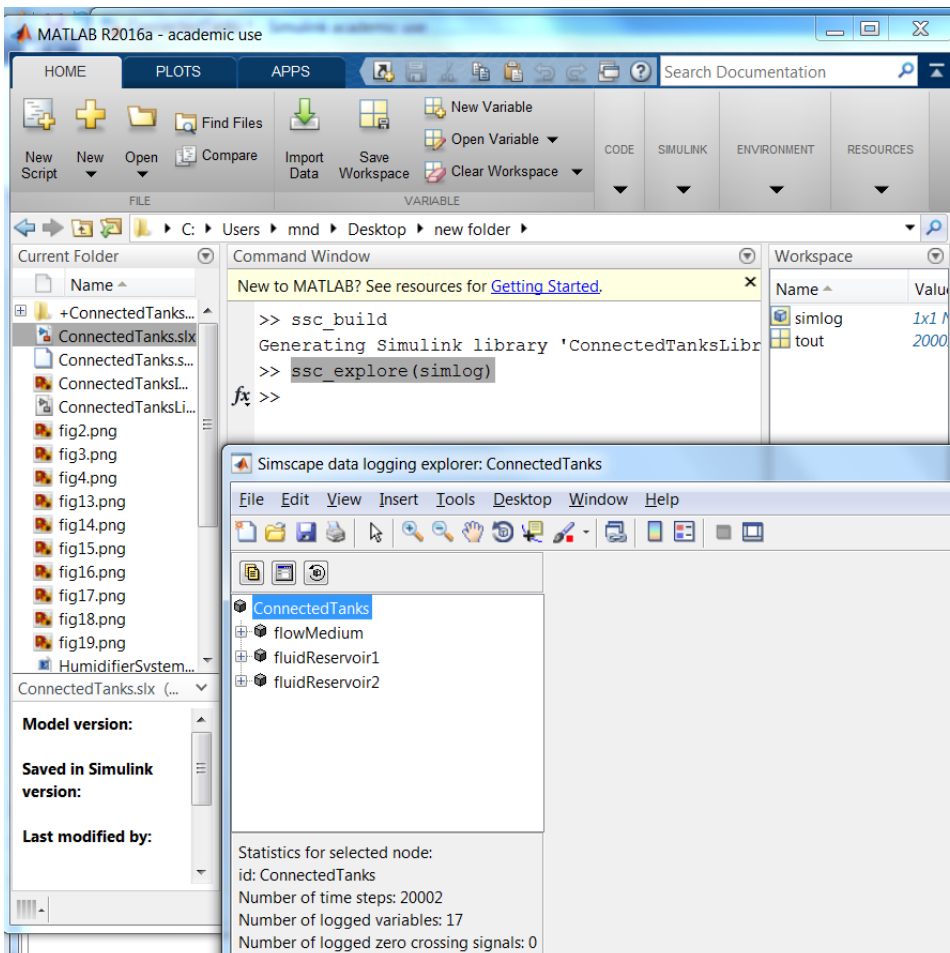 MATLAB R2016a - academic use
HOME PLOTS APPS Search Documentation
New Script
New
Open
Find Files
Compare
FILE
Import Data
Save Workspace
New Variable
Open Variable
Clear Workspace
VARIABLE
CODE
SIMULINK
ENVIRONMENT
RESOURCES
C: Users mnd Desktop new folder
Current Folder
Name
+ConnectedTanks...
ConnectedTanks.slx
ConnectedTanks.s...
ConnectedTanksI...
ConnectedTanksLi...
fig2.png
fig3.png
fig4.png
fig13.png
fig14.png
fig15.png
fig16.png
fig17.png
fig18.png
fig19.png
HumidifierSystem...
ConnectedTanks.slx (...
Model version:
Saved in Simulink
version:
Last modified by:
Command Window
New to MATLAB? See resources for Getting Started.
>> ssc_build
Generating Simulink library 'ConnectedTanksLibr
>> ssc_explore(simlog)
fx >>
Workspace
Name Valu
simlog 1x1 N
tout 2000
Simscape data logging explorer: ConnectedTanks
File Edit View Insert Tools Desktop Window Help
ConnectedTanks
flowMedium
fluidReservoir1
fluidReservoir2
Statistics for selected node:
id: ConnectedTanks
Number of time steps: 20002
Number of logged variables: 17
Number of logged zero crossing signals: 0